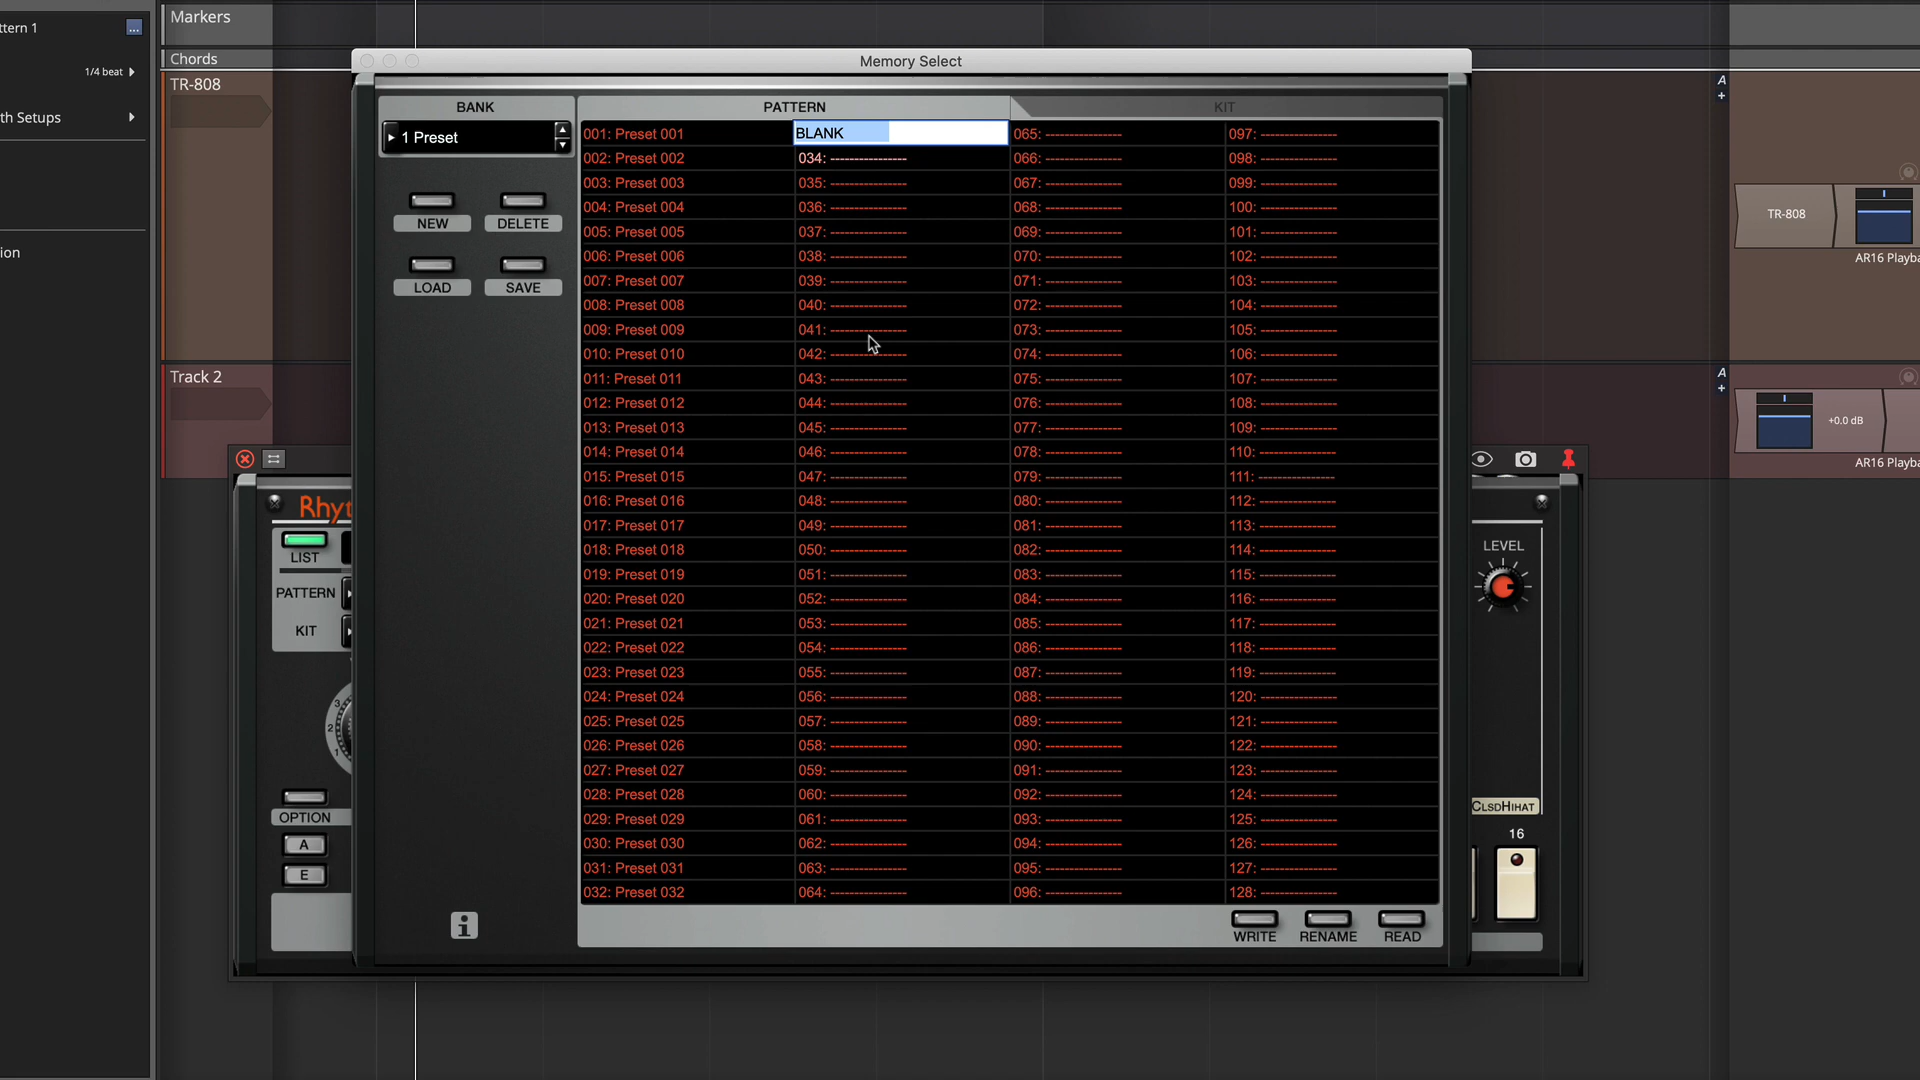 ttern 1
...
1/4 beat
th Setups
ion
Markers
Chords
TR-808
Track 2
Memory Select
BANK
1 Preset
NEW
DELETE
LOAD
SAVE
PATTERN
KIT
001: Preset 001
002: Preset 002
003: Preset 003
004: Preset 004
005: Preset 005
006: Preset 006
007: Preset 007
008: Preset 008
009: Preset 009
010: Preset 010
011: Preset 011
012: Preset 012
013: Preset 013
014: Preset 014
015: Preset 015
016: Preset 016
017: Preset 017
018: Preset 018
019: Preset 019
020: Preset 020
021: Preset 021
022: Preset 022
023: Preset 023
024: Preset 024
025: Preset 025
026: Preset 026
027: Preset 027
028: Preset 028
029: Preset 029
030: Preset 030
031: Preset 031
032: Preset 032
BLANK
034: ----------------
035: ----------------
036: ----------------
037: ----------------
038: ----------------
039: ----------------
040: ----------------
041: ----------------
042: ----------------
043: ----------------
044: ----------------
045: ----------------
046: ----------------
047: ----------------
048: ----------------
049: ----------------
050: ----------------
051: ----------------
052: ----------------
053: ----------------
054: ----------------
055: ----------------
056: ----------------
057: ----------------
058: ----------------
059: ----------------
060: ----------------
061: ----------------
062: ----------------
063: ----------------
064: ----------------
065: ----------------
066: ----------------
067: ----------------
068: ----------------
069: ----------------
070: ----------------
071: ----------------
072: ----------------
073: ----------------
074: ----------------
075: ----------------
076: ----------------
077: ----------------
078: ----------------
079: ----------------
080: ----------------
081: ----------------
082: ----------------
083: ----------------
084: ----------------
085: ----------------
086: ----------------
087: ----------------
088: ----------------
089: ----------------
090: ----------------
091: ----------------
092: ----------------
093: ----------------
094: ----------------
095: ----------------
096: ----------------
097: ----------------
098: ----------------
099: ----------------
100: ----------------
101: ----------------
102: ----------------
103: ----------------
104: ----------------
105: ----------------
106: ----------------
107: ----------------
108: ----------------
109: ----------------
110: ----------------
111: ----------------
112: ----------------
113: ----------------
114: ----------------
115: ----------------
116: ----------------
117: ----------------
118: ----------------
119: ----------------
120: ----------------
121: ----------------
122: ----------------
123: ----------------
124: ----------------
125: ----------------
126: ----------------
127: ----------------
128: ----------------
WRITE
RENAME
READ
Rhyt
LIST
PATTERN
KIT
3
2
1
OPTION
A
E
LEVEL
CLSDHIHAT
16
A
+
TR-808
AR16 Playba
A
+
+0.0 dB
AR16 Playba